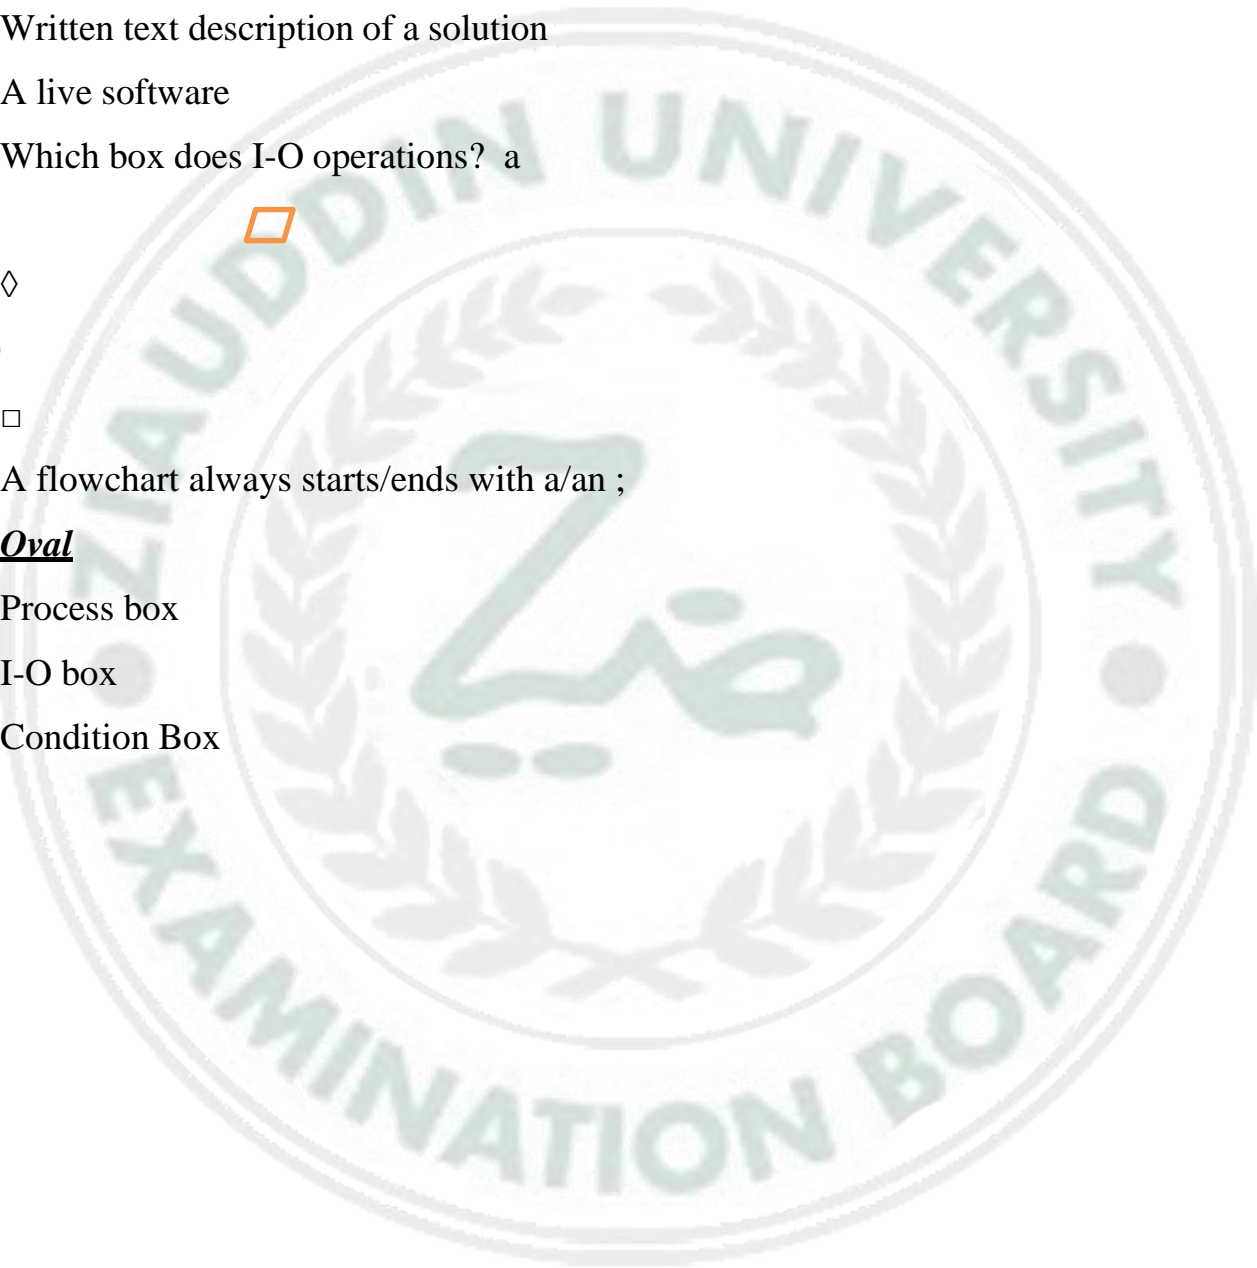 Written text description of a solution
A live software
Which box does I-O operations? a
◊
□
A flowchart always starts/ends with a/an ;
Oval
Process box
I-O box
Condition Box
ZIAUDDIN UNIVERSITY
EXAMINATION BOARD